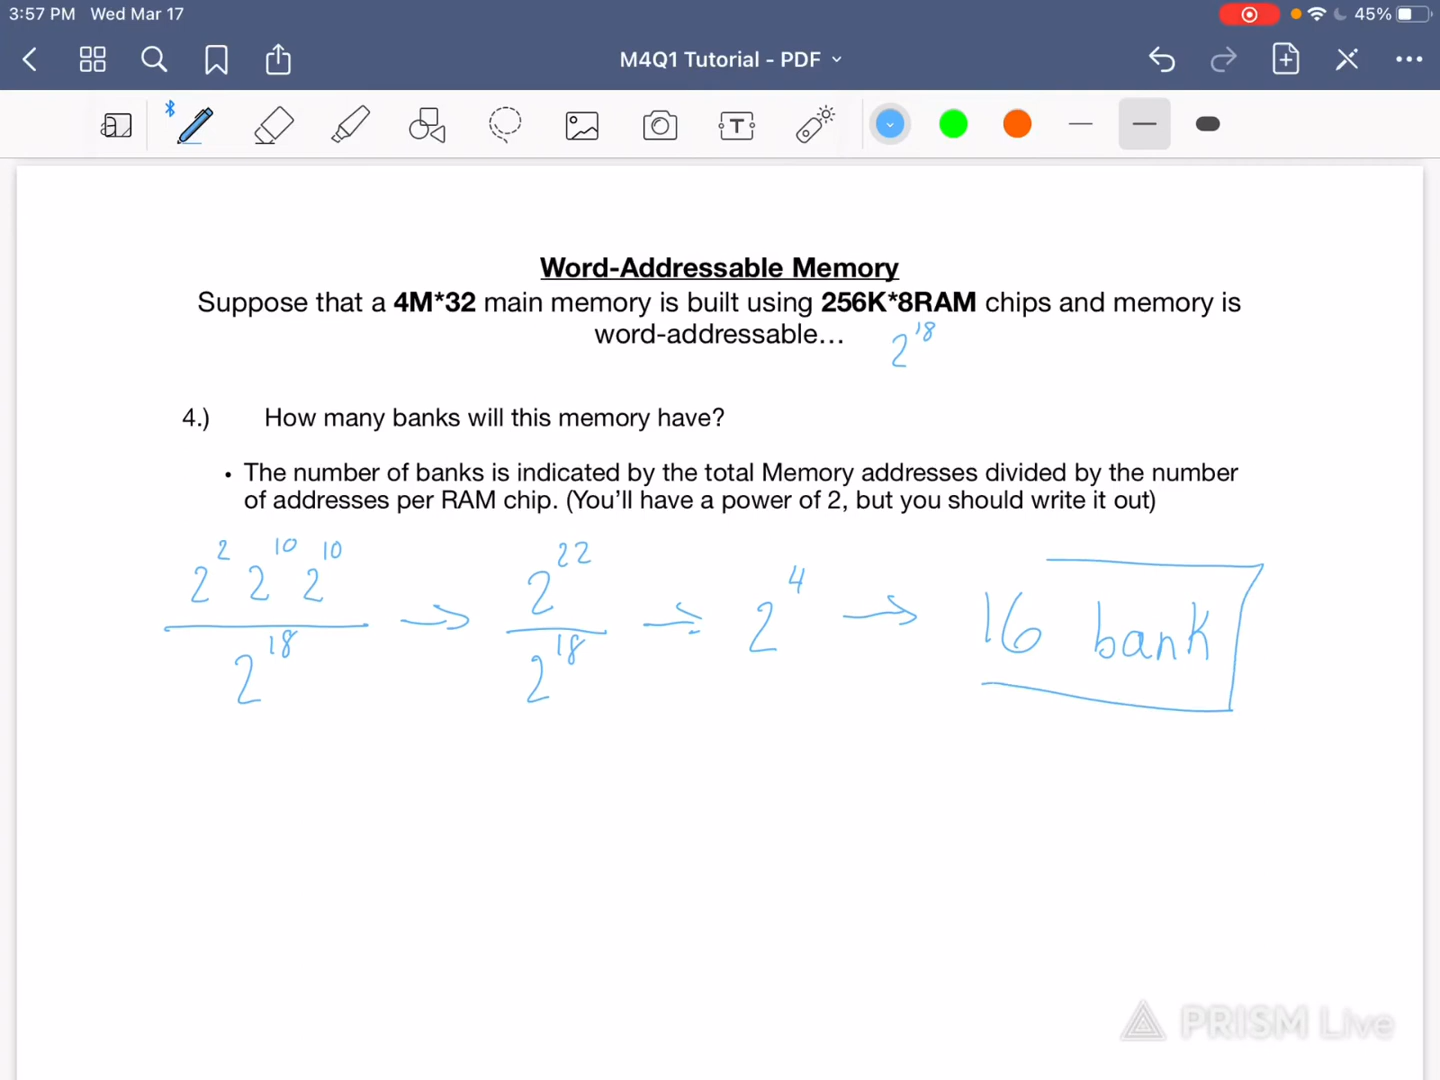 3:57 PM Wed Mar 17 45%
M4Q1 Tutorial - PDF
T
Word-Addressable Memory
Suppose that a 4M*32 main memory is built using 256K*8RAM chips and memory is
word-addressable…
2^18
4.) How many banks will this memory have?
• The number of banks is indicated by the total Memory addresses divided by the number
of addresses per RAM chip. (You'll have a power of 2, but you should write it out)
2^2 2^10 2^10 / 2^18 → 2^22 / 2^18 → 2^4 → 16 bank
PRISM Live